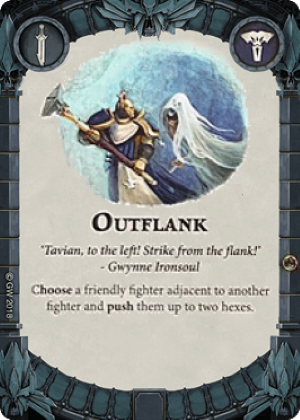 OUTFLANK
"Tavian, to the left! Strike from the flank!"
- Gwynne Ironsoul
Choose a friendly fighter adjacent to another
fighter and push them up to two hexes.
© GW 2018